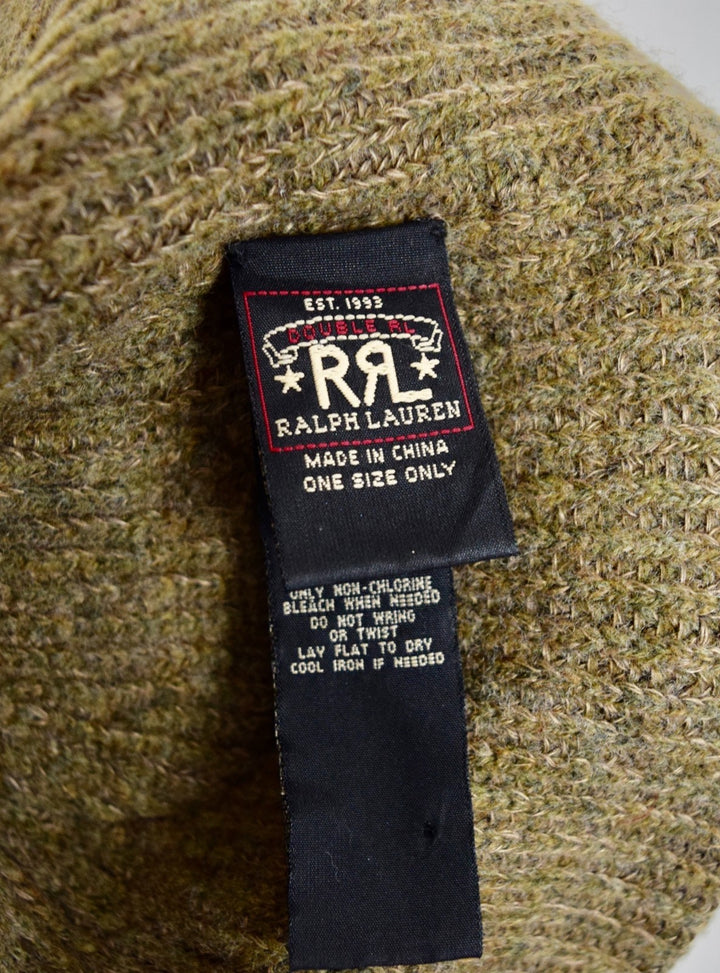 EST. 1993
DOUBLE RL
RRL
RALPH LAUREN
MADE IN CHINA
ONE SIZE ONLY
ONLY NON-CHLORINE
BLEACH WHEN NEEDED
DO NOT WRING
OR TWIST
LAY FLAT TO DRY
COOL IRON IF NEEDED